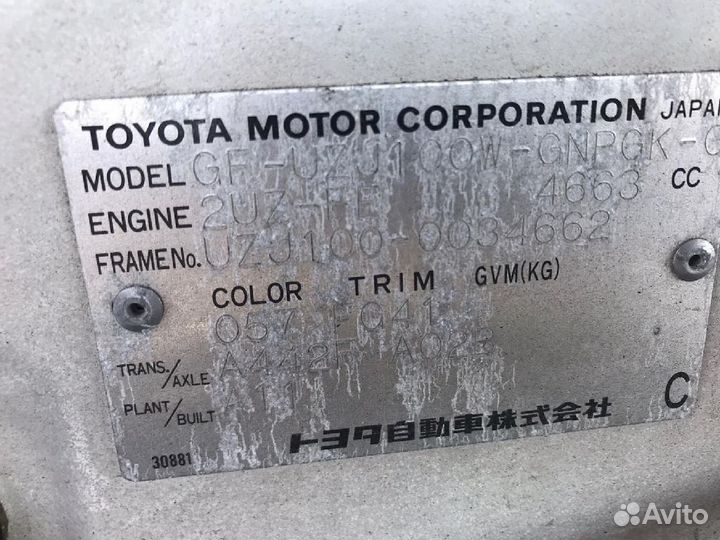 TOYOTA MOTOR CORPORATION JAPAN
MODEL GF-UZJ100W-GNPGK-
ENGINE 2UZ-FE 4663 CC
FRAME No. UZJ100-0034662
COLOR TRIM GVM(KG)
057 FQ41
TRANS./AXLE A442F A02B
PLANT/BUILT A11
トヨタ自動車株式会社 C
30881
Avito